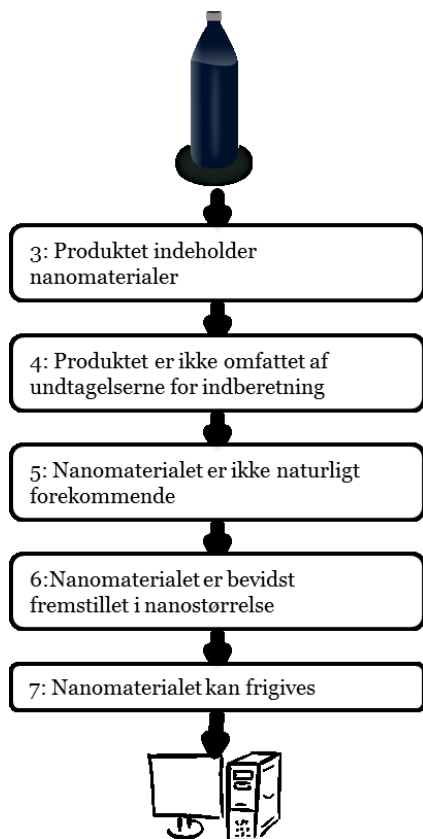 3: Produktet indeholder
nanomaterialer
4: Produktet er ikke omfattet af
undtagelserne for indberetning
5: Nanomaterialet er ikke naturligt
forekommende
6:Nanomaterialet er bevidst
fremstillet i nanostørrelse
7: Nanomaterialet kan frigives